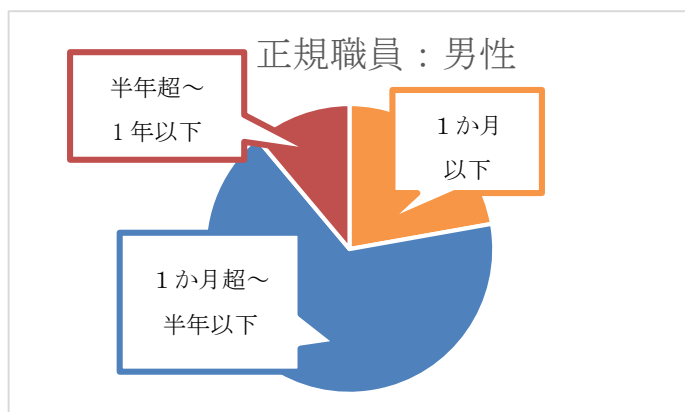 正規職員：男性
半年超～
１年以下
１か月
以下
１か月超～
半年以下